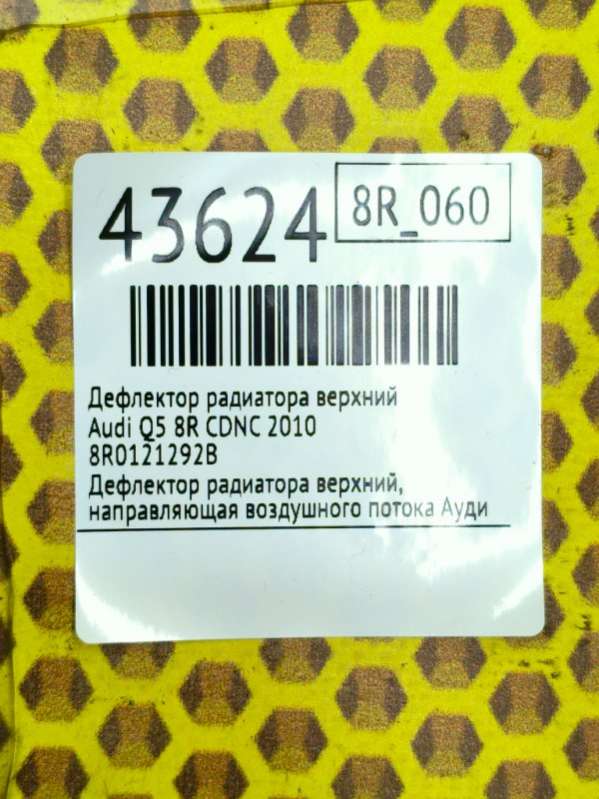 43624 8R_060
Дефлектор радиатора верхний
Audi Q5 8R CDNC 2010
8R0121292B
Дефлектор радиатора верхний,
направляющая воздушного потока Ауди